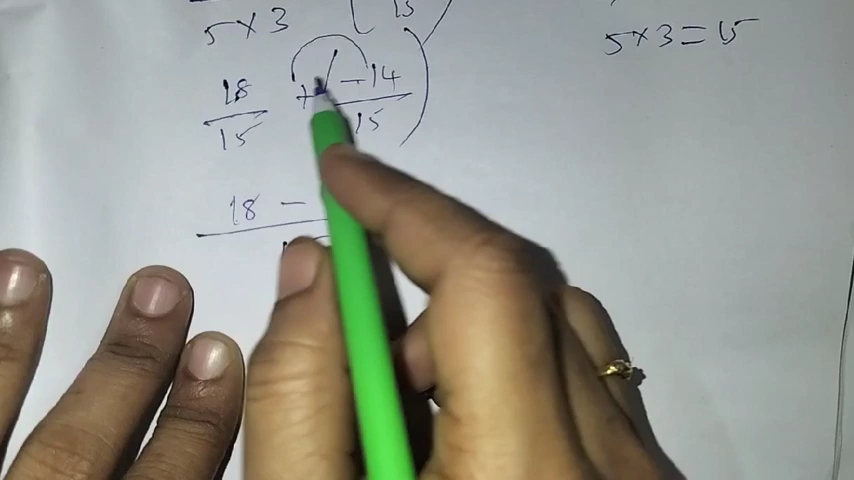 5 × 3
15
5 × 3 = 15
18 + ( -14 )
15 15
18 -